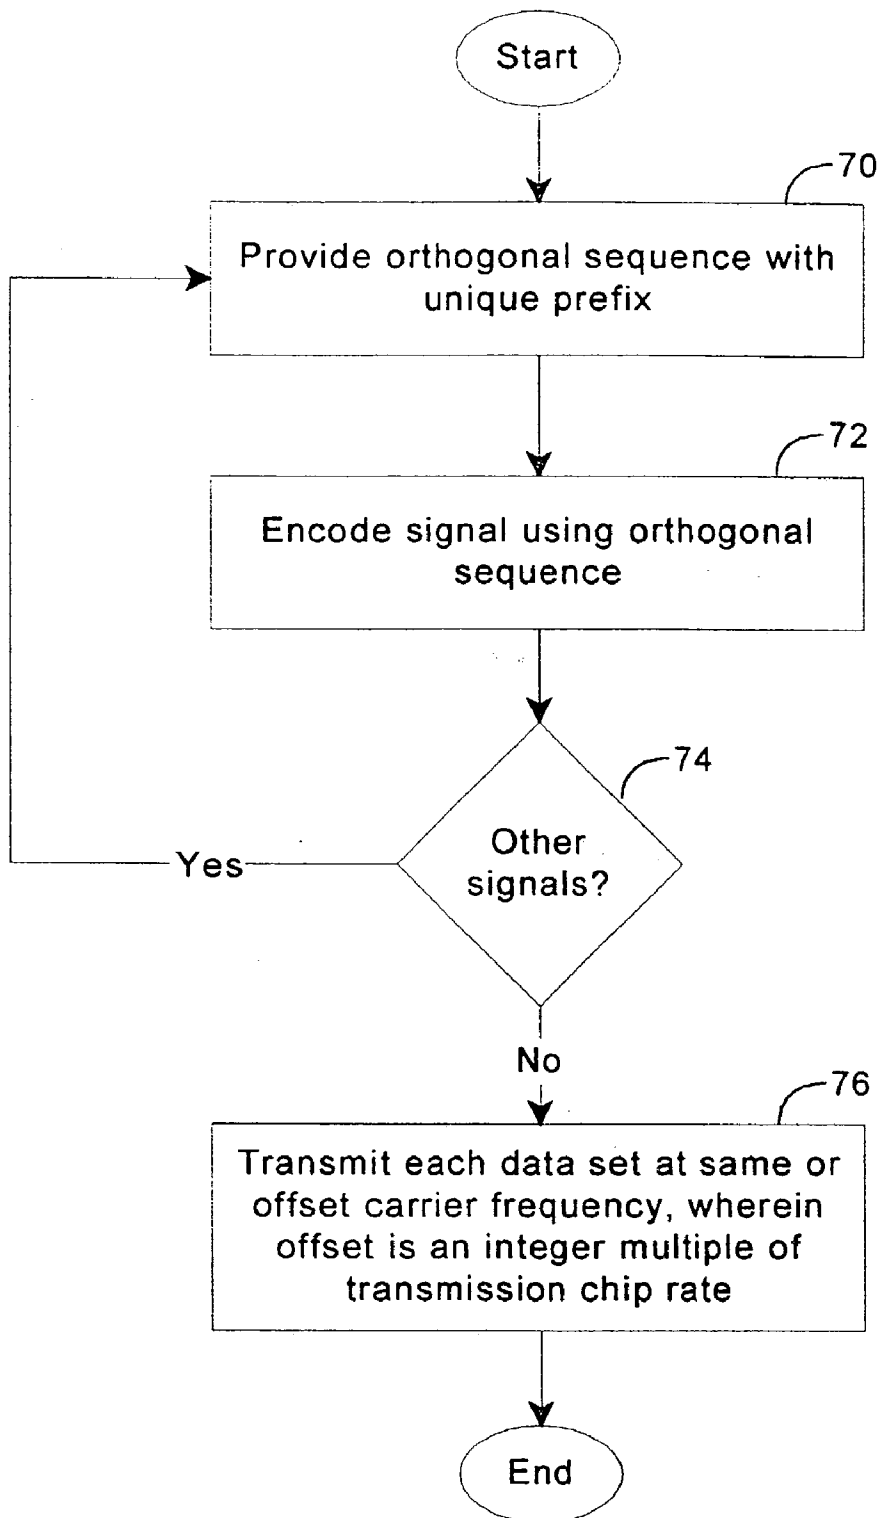 Start
70
Provide orthogonal sequence with
unique prefix
72
Encode signal using orthogonal
sequence
74
Other
signals?
Yes
No
76
Transmit each data set at same or
offset carrier frequency, wherein
offset is an integer multiple of
transmission chip rate
End